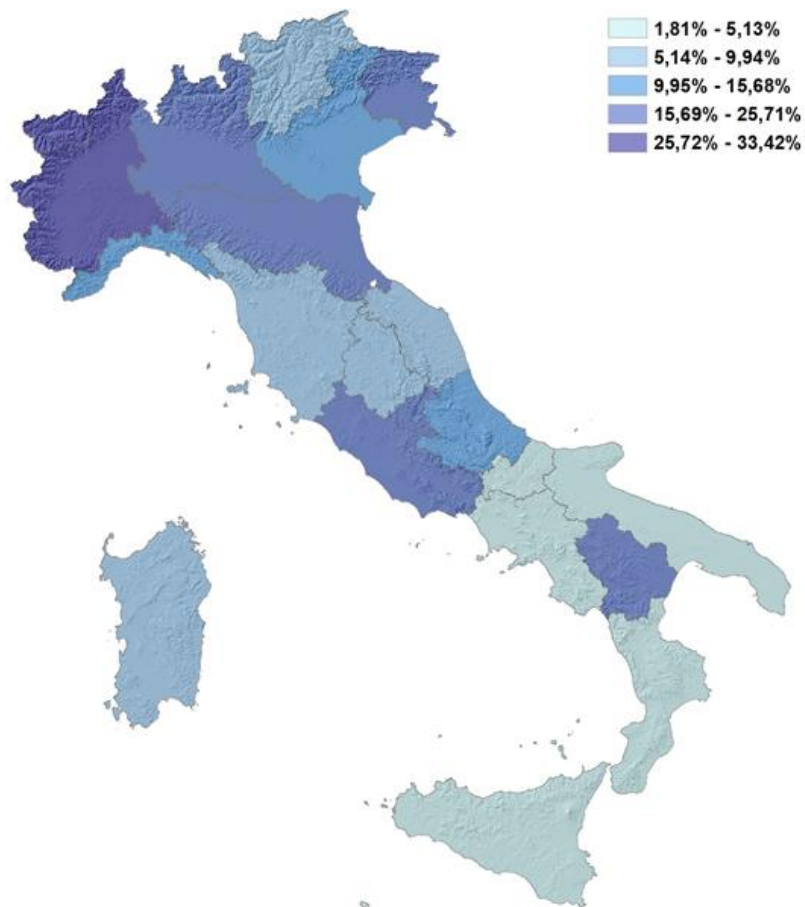 1,81% - 5,13%
5,14% - 9,94%
9,95% - 15,68%
15,69% - 25,71%
25,72% - 33,42%